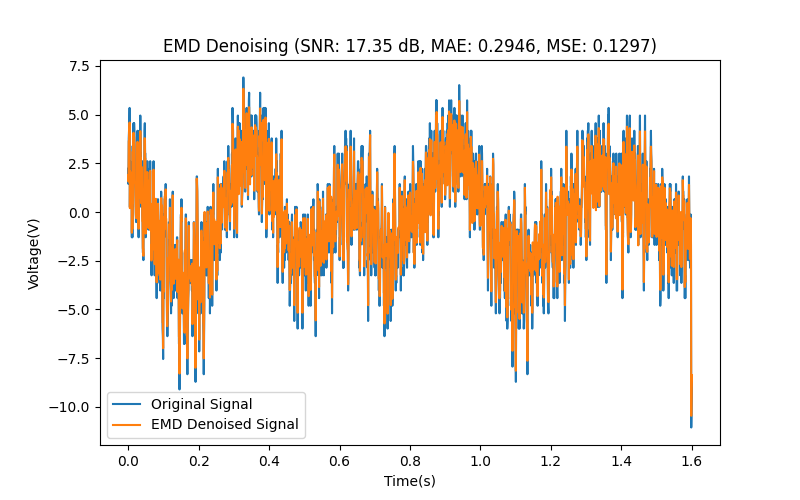 EMD Denoising (SNR: 17.35 dB, MAE: 0.2946, MSE: 0.1297)
7.5
5.0
2.5
0.0
−2.5
−5.0
−7.5
−10.0
Voltage(V)
Original Signal
EMD Denoised Signal
0.0 0.2 0.4 0.6 0.8 1.0 1.2 1.4 1.6
Time(s)